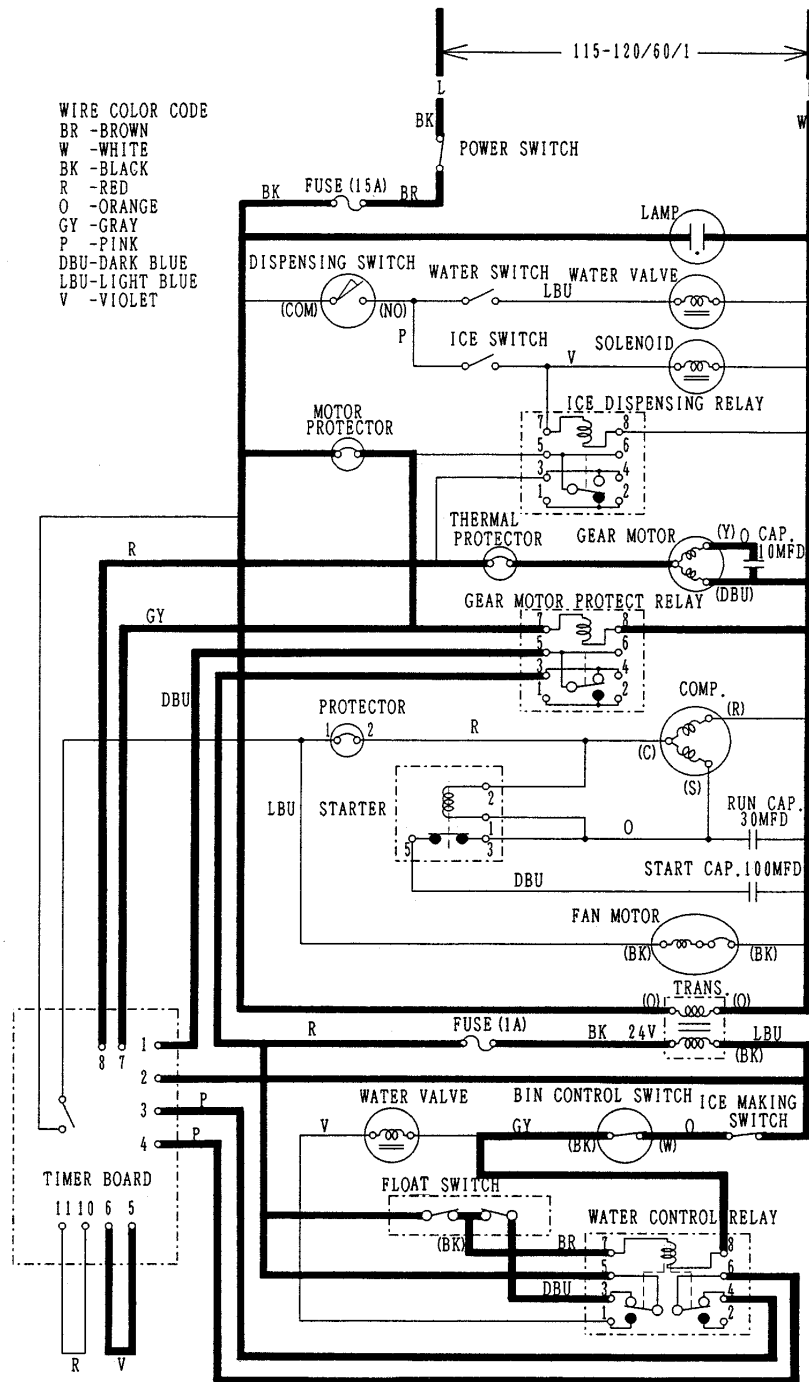 115-120/60/1
L
W
BK
WIRE COLOR CODE
BR -BROWN
W -WHITE
BK -BLACK
R -RED
O -ORANGE
GY -GRAY
P -PINK
DBU-DARK BLUE
LBU-LIGHT BLUE
V -VIOLET
POWER SWITCH
BK FUSE (15A) BR
LAMP
DISPENSING SWITCH WATER SWITCH WATER VALVE
LBU
(COM) (NO)
P ICE SWITCH V SOLENOID
ICE DISPENSING RELAY
MOTOR
PROTECTOR
7 8
5 6
3 4
1 2
THERMAL
PROTECTOR
GEAR MOTOR (Y) O CAP.
10MFD
(DBU)
R
GEAR MOTOR PROTECT RELAY
GY
7 8
5 6
3 4
1 2
DBU
COMP.
PROTECTOR
1 2 R (C) (R)
(S)
LBU STARTER 2
1
5 3 O
RUN CAP.
30MFD
DBU START CAP.100MFD
FAN MOTOR
(BK) (BK)
TRANS.
(O) (O)
R FUSE (1A) BK 24V LBU
(BK)
8 7 1
2
3 P
4 P
WATER VALVE BIN CONTROL SWITCH ICE MAKING
SWITCH
V GY (BK) (W) O
TIMER BOARD
11 10 6 5
FLOAT SWITCH
(BK)
WATER CONTROL RELAY
BR 7 8
5 6
DBU 3 4
1 2
R V